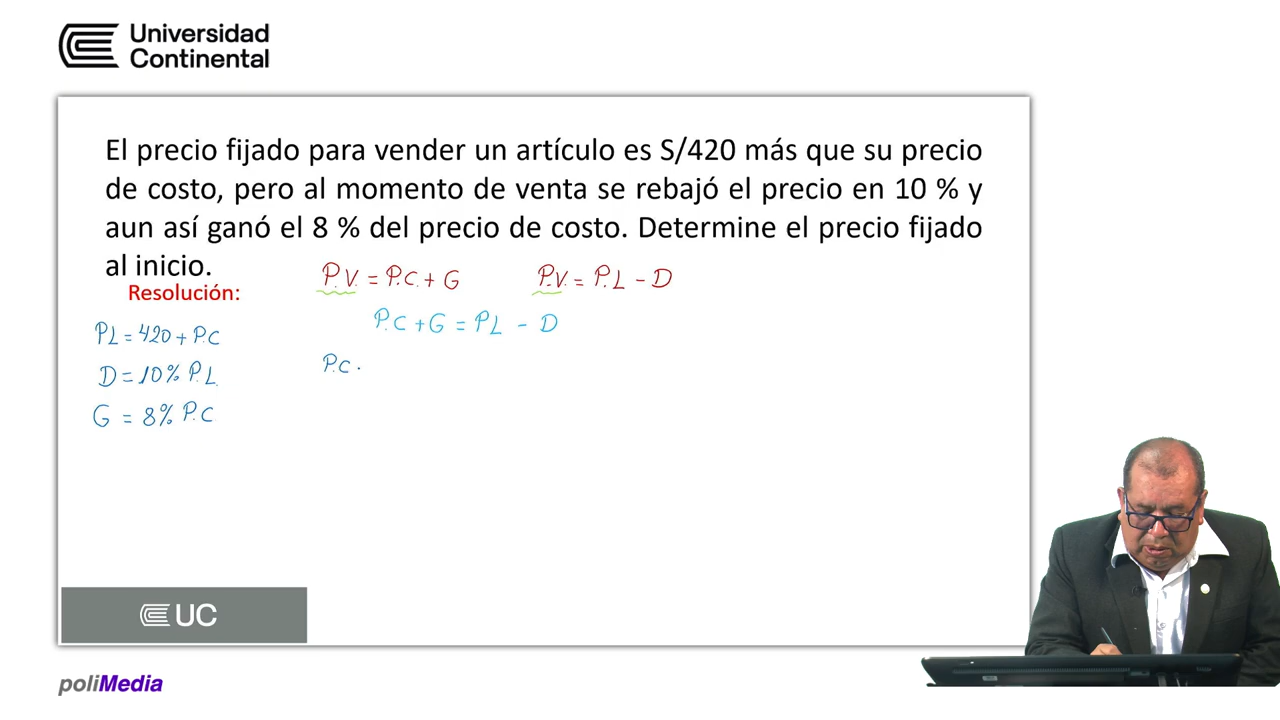 Universidad
Continental
El precio fijado para vender un artículo es S/420 más que su precio
de costo, pero al momento de venta se rebajó el precio en 10 % y
aun así ganó el 8 % del precio de costo. Determine el precio fijado
al inicio.
P.V. = P.C. + G
P.V. = P.L - D
Resolución:
P.C + G = P.L - D
P.L = 420 + P.C
P.C.
D = 10% P.L.
G = 8% P.C
UC
poliMedia